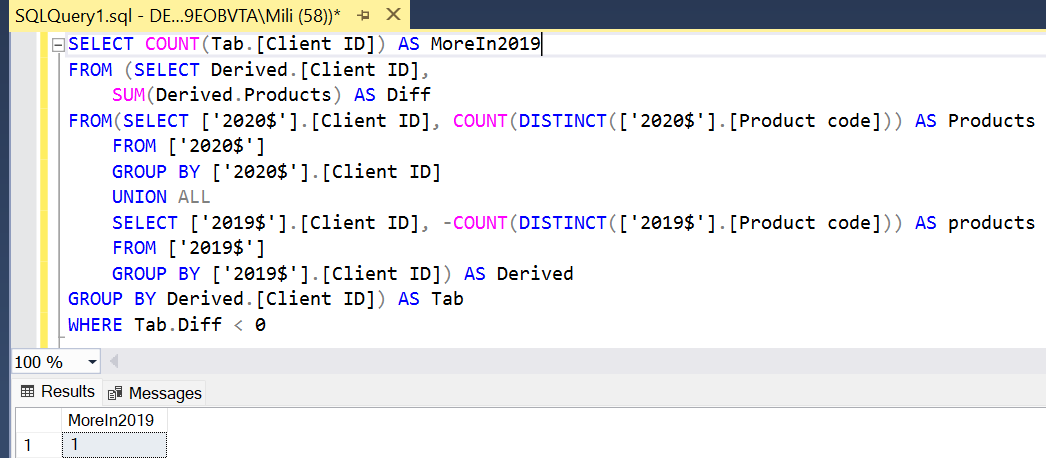 SQLQuery1.sql - DE...9EOBVTA\Mili (58))*
SELECT COUNT(Tab.[Client ID]) AS MoreIn2019
FROM (SELECT Derived.[Client ID],
SUM(Derived.Products) AS Diff
FROM(SELECT ['2020$'].[Client ID], COUNT(DISTINCT(['2020$'].[Product code])) AS Products
FROM ['2020$']
GROUP BY ['2020$'].[Client ID]
UNION ALL
SELECT ['2019$'].[Client ID], -COUNT(DISTINCT(['2019$'].[Product code])) AS products
FROM ['2019$']
GROUP BY ['2019$'].[Client ID]) AS Derived
GROUP BY Derived.[Client ID]) AS Tab
WHERE Tab.Diff < 0
100 %
Results Messages
MoreIn2019
1 1